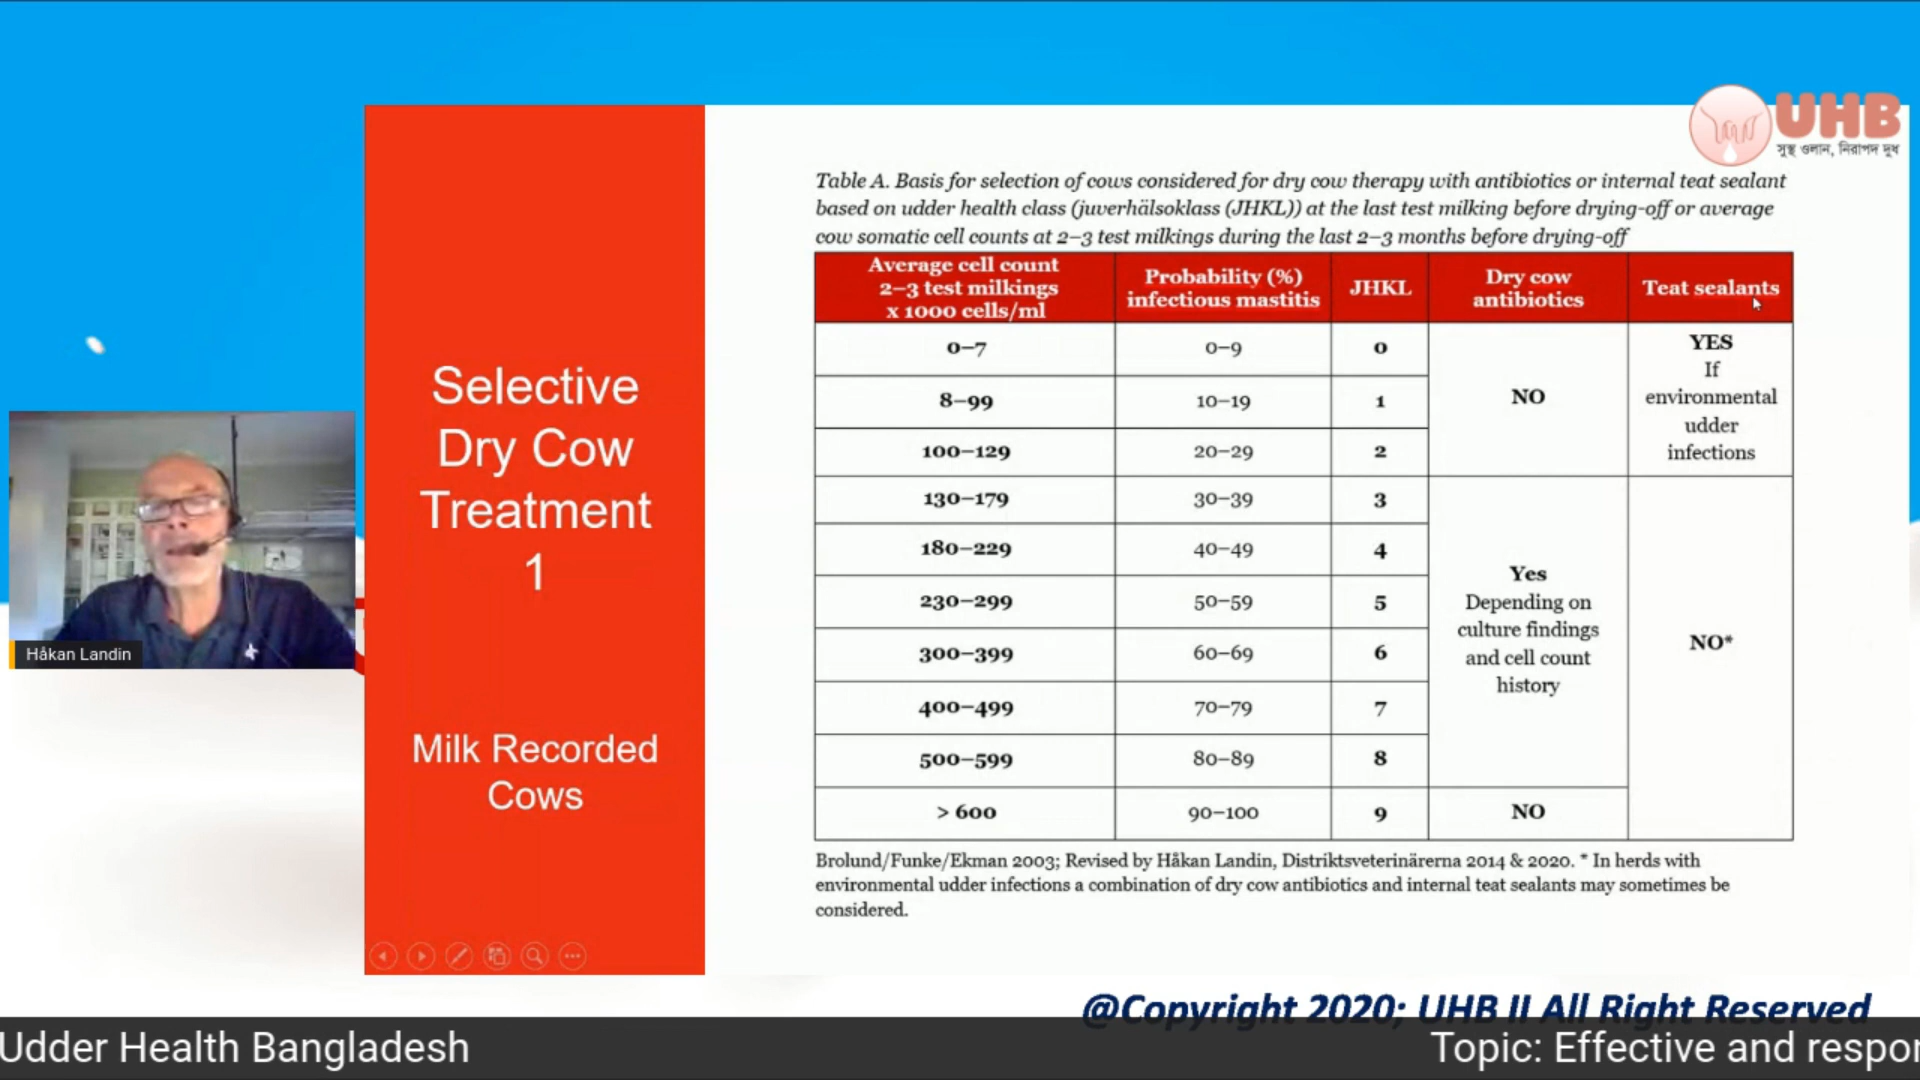 UHB
সুস্থ ওলান, নিরাপদ দুধ
Selective
Dry Cow
Treatment
1
Milk Recorded
Cows
Table A. Basis for selection of cows considered for dry cow therapy with antibiotics or internal teat sealant
based on udder health class (juverhälsoklass (JHKL)) at the last test milking before drying-off or average
cow somatic cell counts at 2–3 test milkings during the last 2–3 months before drying-off
Average cell count
2–3 test milkings
x 1000 cells/ml
Probability (%)
infectious mastitis
JHKL
Dry cow
antibiotics
Teat sealants
0–7 0–9 0
8–99 10–19 1
100–129 20–29 2
NO
YES
If
environmental
udder
infections
130–179 30–39 3
180–229 40–49 4
230–299 50–59 5
300–399 60–69 6
400–499 70–79 7
500–599 80–89 8
Yes
Depending on
culture findings
and cell count
history
NO*
> 600 90–100 9 NO
Brolund/Funke/Ekman 2003; Revised by Håkan Landin, Distriktsveterinärerna 2014 & 2020. * In herds with
environmental udder infections a combination of dry cow antibiotics and internal teat sealants may sometimes be
considered.
Håkan Landin
@Copyright 2020; UHB II All Right Reserved
Udder Health Bangladesh
Topic: Effective and respon